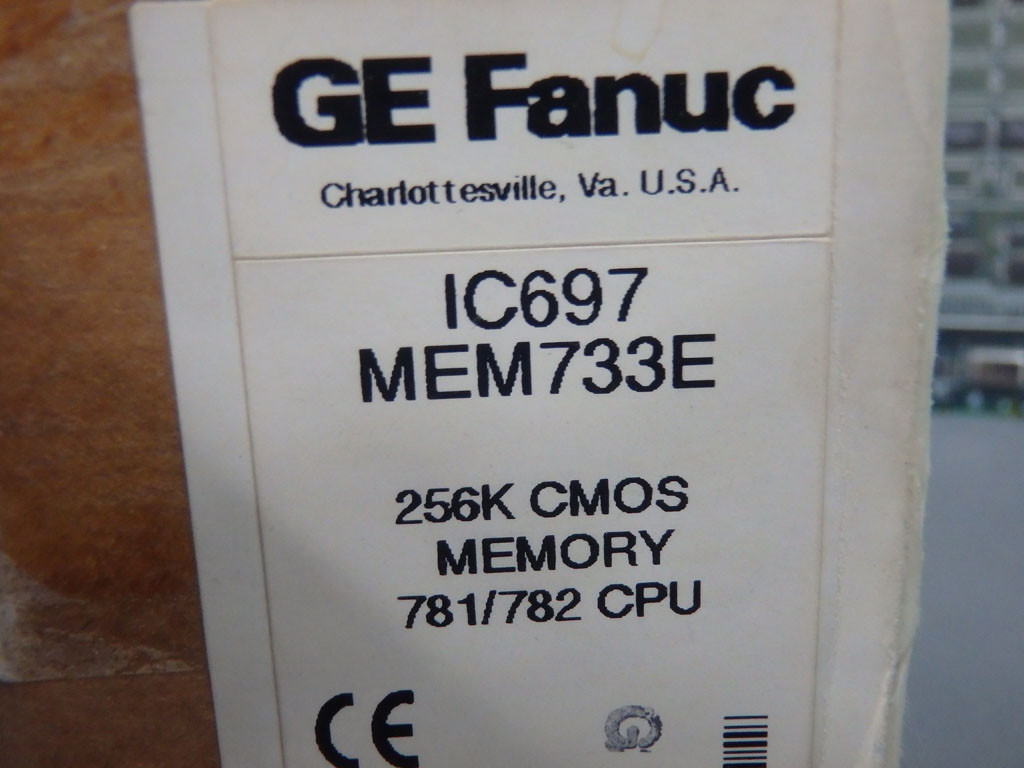 GE Fanuc
Charlottesville, Va. U.S.A.
IC697
MEM733E
256K CMOS
MEMORY
781/782 CPU
CE